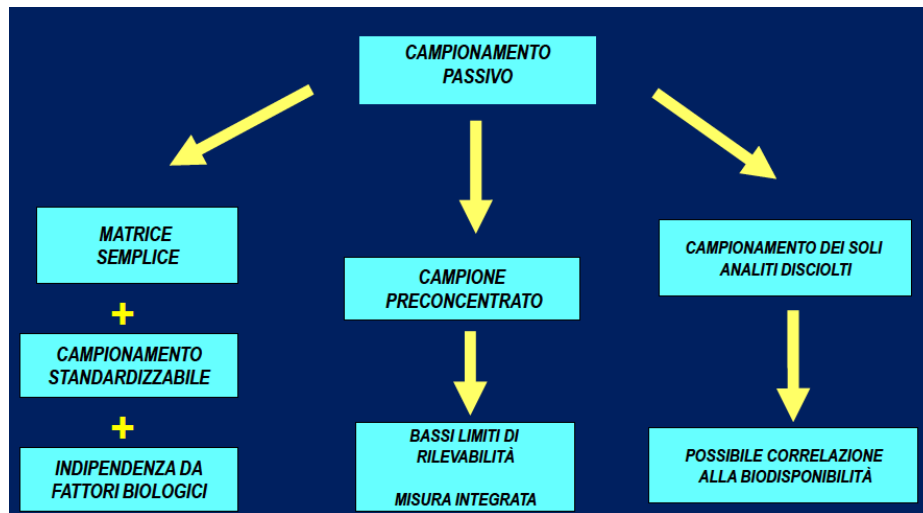 CAMPIONAMENTO
PASSIVO
MATRICE
SEMPLICE
+
CAMPIONAMENTO
STANDARDIZZABILE
+
INDIPENDENZA DA
FATTORI BIOLOGICI
CAMPIONE
PRECONCENTRATO
BASSI LIMITI DI
RILEVABILITÀ
MISURA INTEGRATA
CAMPIONAMENTO DEI SOLI
ANALITI DISCIOLTI
POSSIBILE CORRELAZIONE
ALLA BIODISPONIBILITÀ